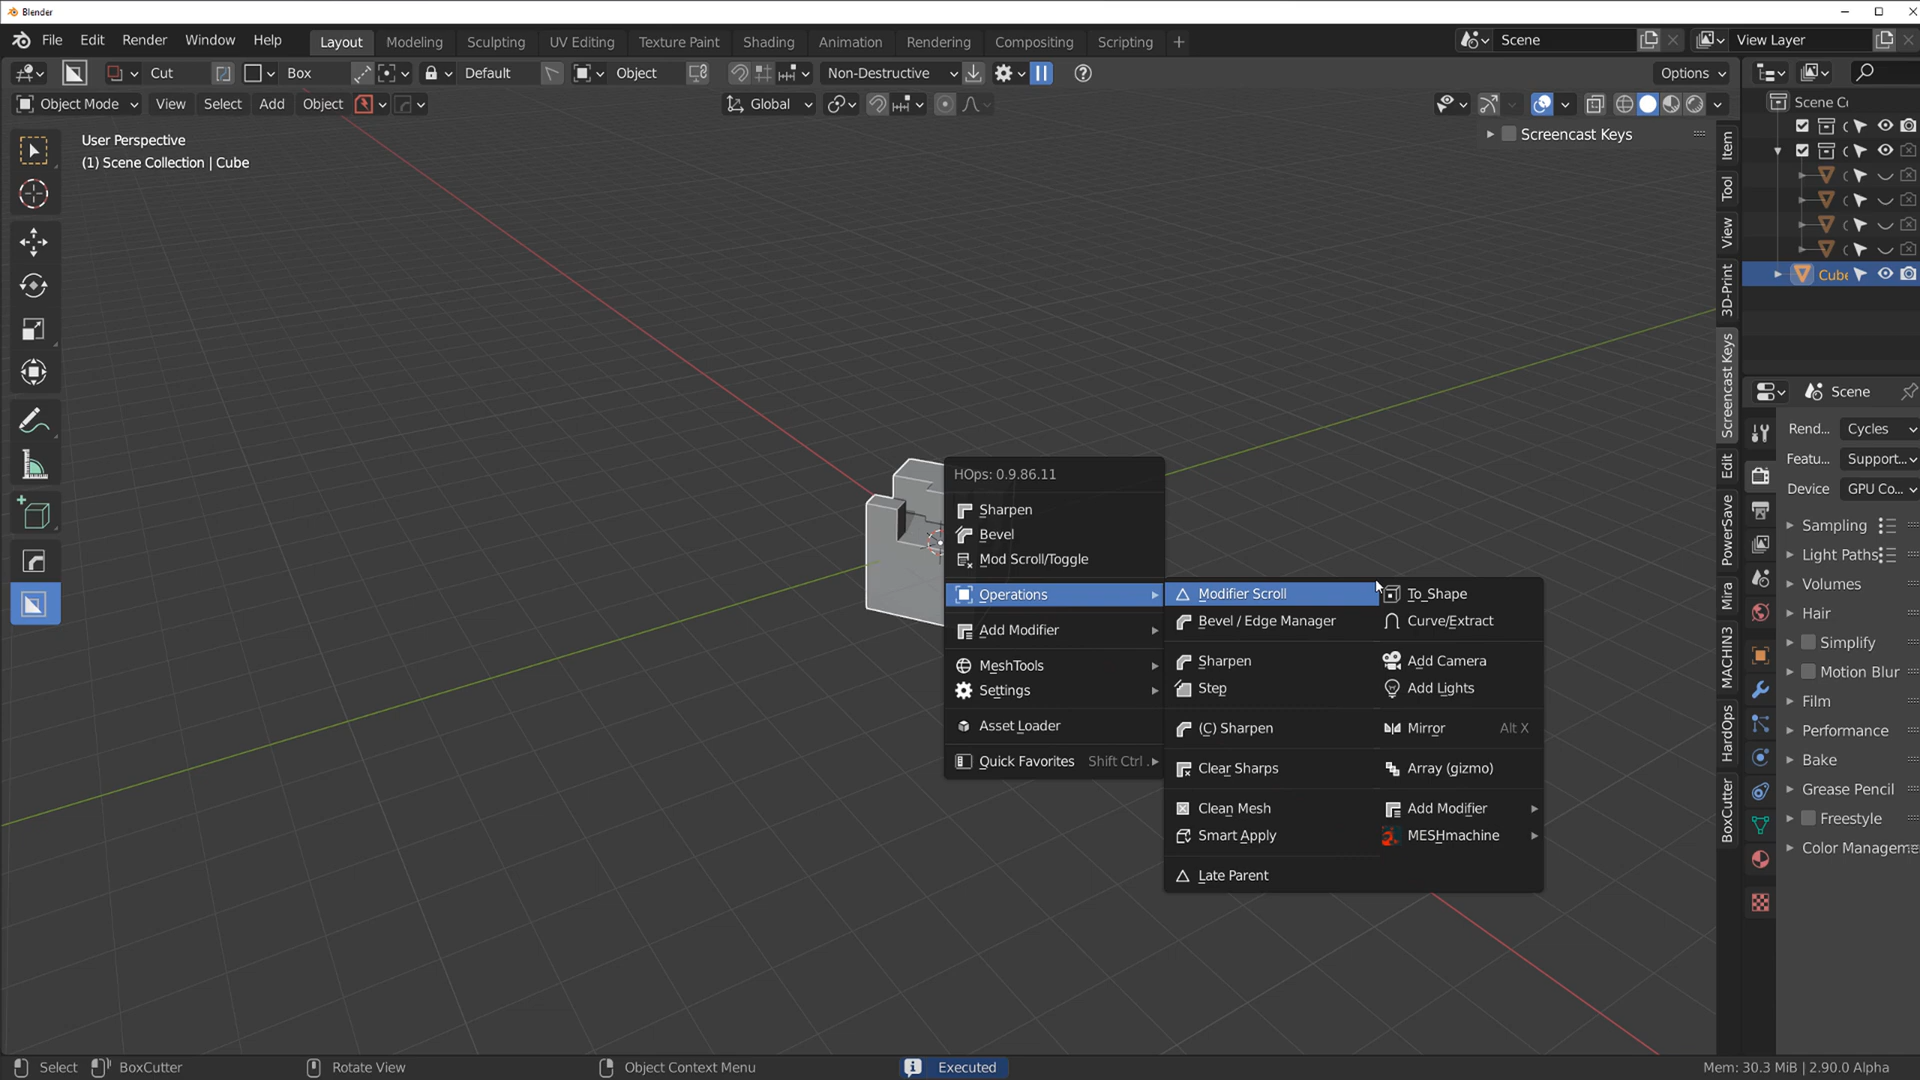 Blender
File Edit Render Window Help
Layout Modeling Sculpting UV Editing Texture Paint Shading Animation Rendering Compositing Scripting +
Scene
View Layer
Cut Box Default Object Non-Destructive Options
Object Mode View Select Add Object Global
User Perspective
(1) Scene Collection | Cube
Screencast Keys
Item
Tool
View
3D-Print
Screencast Keys
Edit
PowerSave
Mira
MACHIN3
HardOps
BoxCutter
HOps: 0.9.86.11
Sharpen
Bevel
Mod Scroll/Toggle
Operations
Add Modifier
MeshTools
Settings
Asset Loader
Quick Favorites Shift Ctrl .
Modifier Scroll
Bevel / Edge Manager
Sharpen
Step
(C) Sharpen
Clear Sharps
Clean Mesh
Smart Apply
Late Parent
To_Shape
Curve/Extract
Add Camera
Add Lights
Mirror Alt X
Array (gizmo)
Add Modifier
MESHmachine
Scene C
Cube
Scene
Rend... Cycles
Featu... Support...
Device GPU Co...
Sampling
Light Paths
Volumes
Hair
Simplify
Motion Blur
Film
Performance
Bake
Grease Pencil
Freestyle
Color Manageme
Select BoxCutter Rotate View Object Context Menu Executed Mem: 30.3 MiB | 2.90.0 Alpha